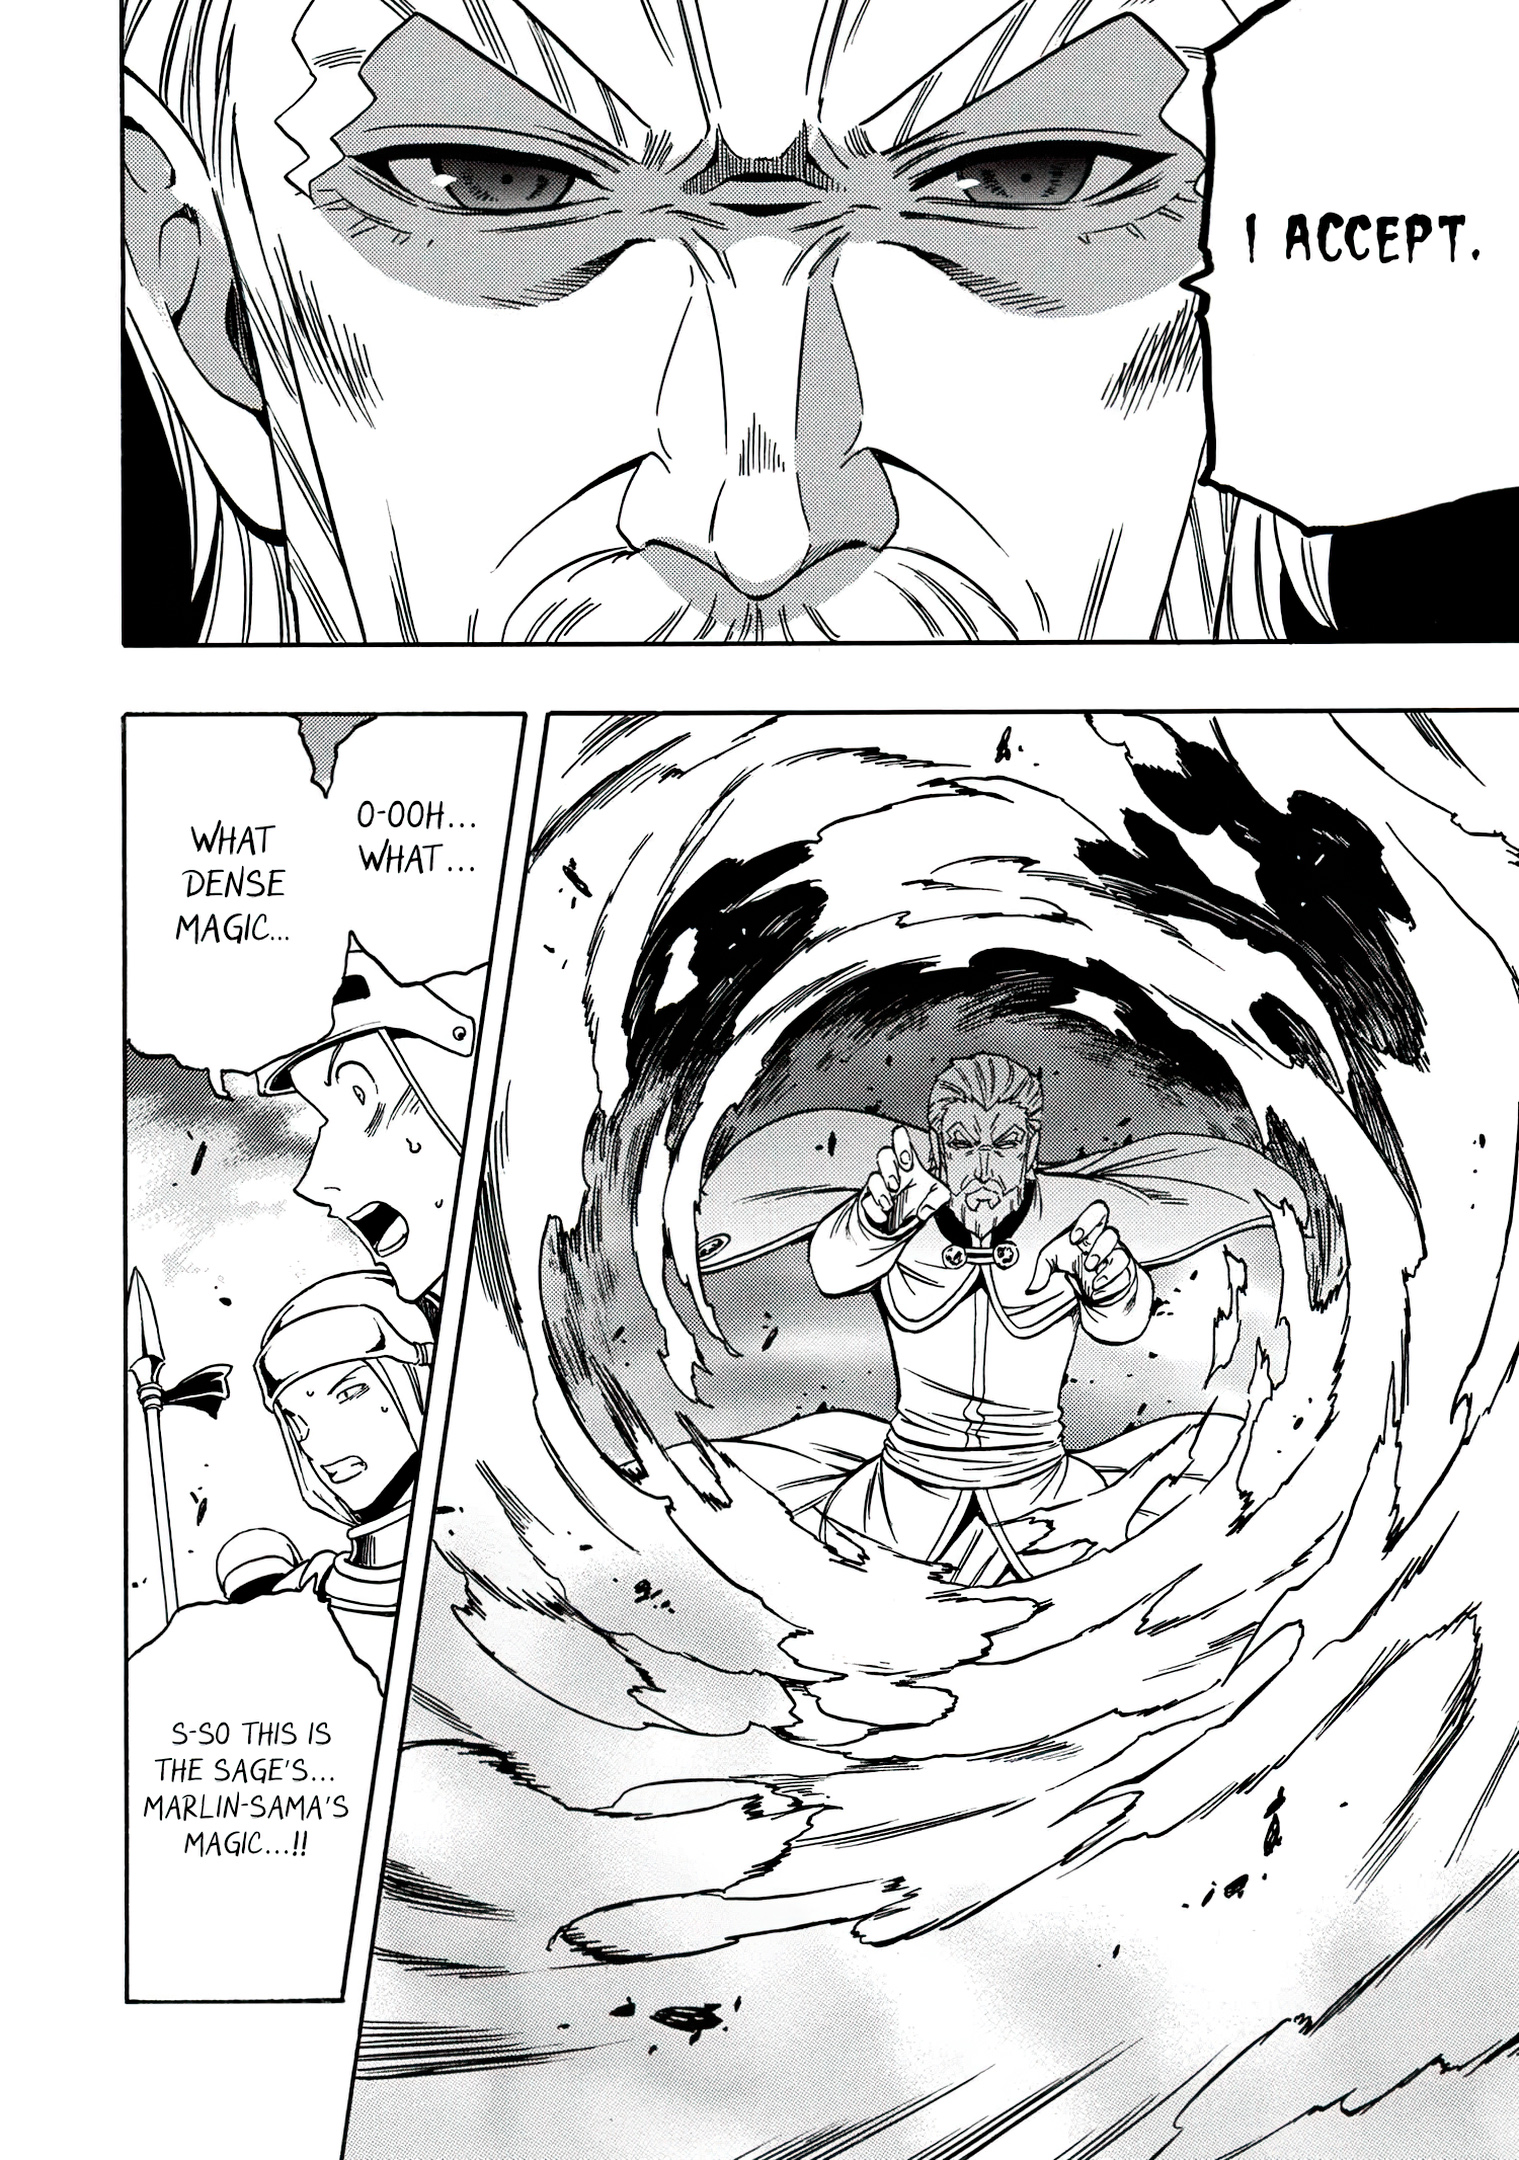 I ACCEPT.
O-OOH...
WHAT...
WHAT
DENSE
MAGIC...
S-SO THIS IS
THE SAGE'S...
MARLIN-SAMA'S
MAGIC...!!